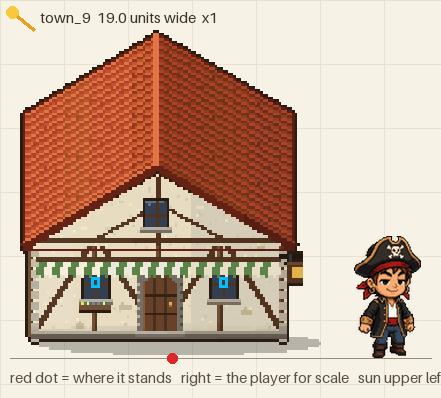 town_9 19.0 units wide x1
red dot = where it stands right = the player for scale sun upper lef